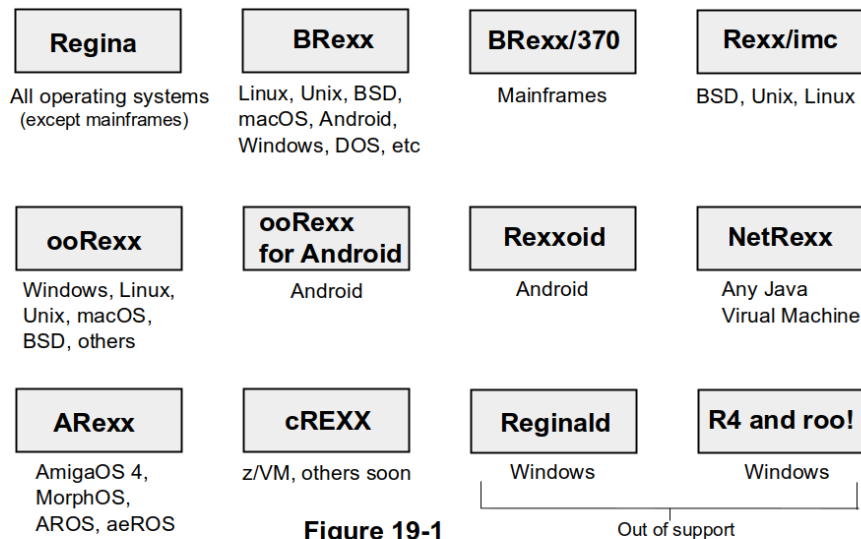 Regina
All operating systems
(except mainframes)
BRexx
Linux, Unix, BSD,
macOS, Android,
Windows, DOS, etc
BRexx/370
Mainframes
Rexx/imc
BSD, Unix, Linux
ooRexx
Windows, Linux,
Unix, macOS,
BSD, others
ooRexx
for Android
Android
Rexxoid
Android
NetRexx
Any Java
Virual Machine
ARexx
AmigaOS 4,
MorphOS,
AROS, aeROS
cREXX
z/VM, others soon
Reginald
Windows
R4 and roo!
Windows
Out of support
Figure 19-1